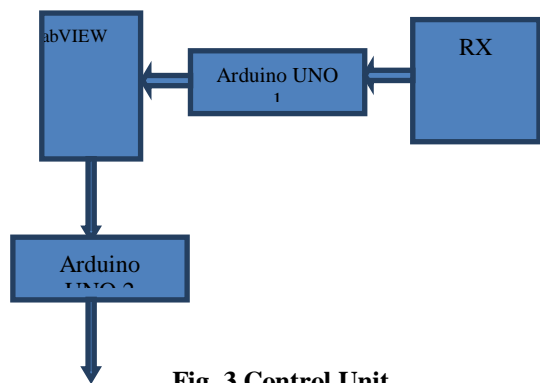 abVIEW
RX
Arduino UNO
1
Arduino
UNO 2
Fig. 3 Control Unit